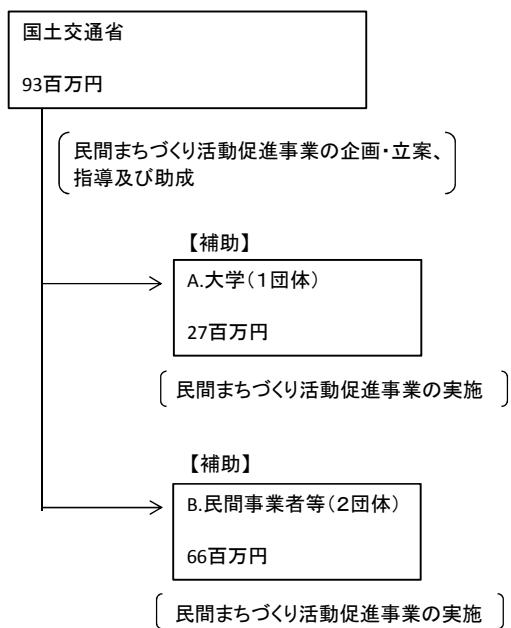 国土交通省
93百万円
民間まちづくり活動促進事業の企画・立案、
指導及び助成
【補助】
A.大学（１団体）
27百万円
民間まちづくり活動促進事業の実施
【補助】
B.民間事業者等（２団体）
66百万円
民間まちづくり活動促進事業の実施